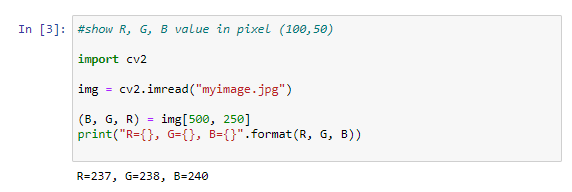 In [3]: #show R, G, B value in pixel (100,50)
import cv2
img = cv2.imread("myimage.jpg")
(B, G, R) = img[500, 250]
print("R={}, G={}, B={}".format(R, G, B))
R=237, G=238, B=240